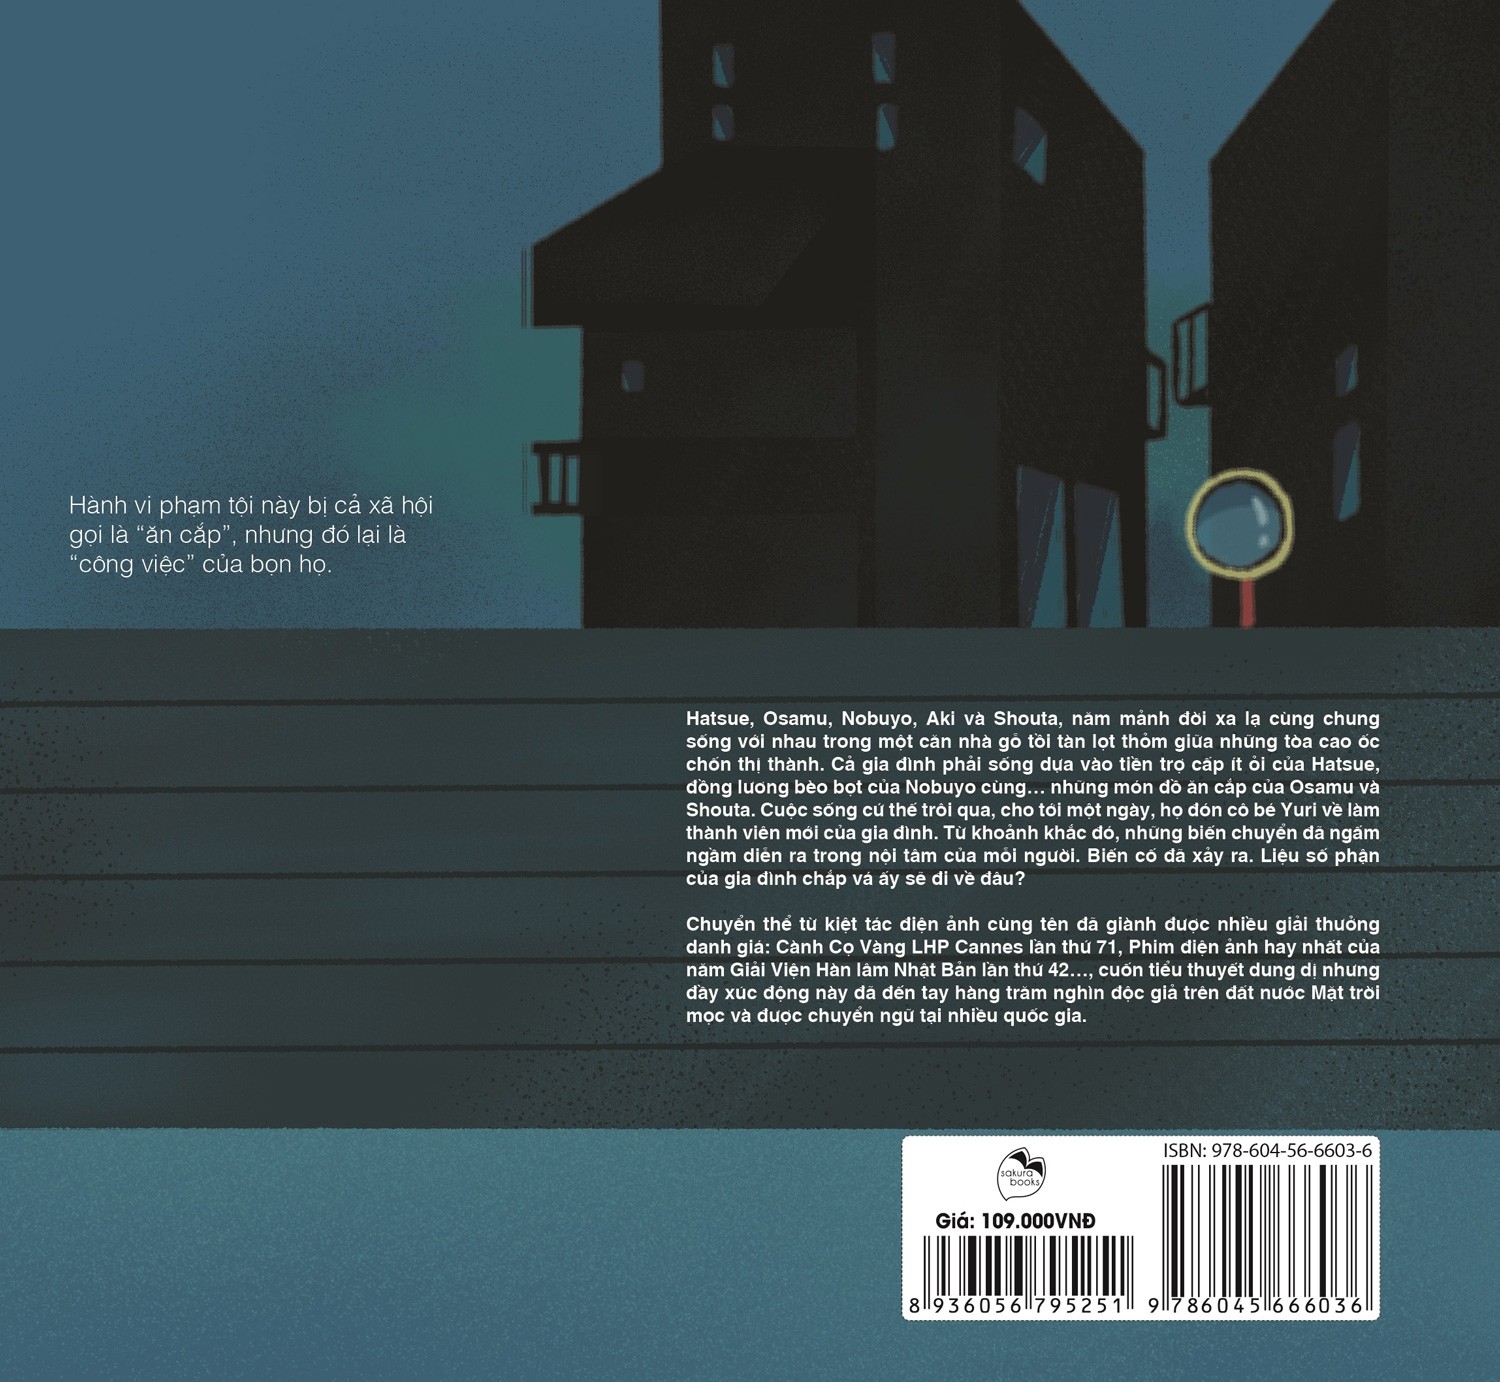 Hành vi phạm tội này bị cả xã hội
gọi là “ăn cắp”, nhưng đó lại là
“công việc” của bọn họ.
Hatsue, Osamu, Nobuyo, Aki và Shouta, năm mảnh đời xa lạ cùng chung
sống với nhau trong một căn nhà gỗ tồi tàn lọt thỏm giữa những tòa cao ốc
chốn thị thành. Cả gia đình phải sống dựa vào tiền trợ cấp ít ỏi của Hatsue,
đồng lương bèo bọt của Nobuyo cùng... những món đồ ăn cắp của Osamu và
Shouta. Cuộc sống cứ thế trôi qua, cho tới một ngày, họ đón cô bé Yuri về làm
thành viên mới của gia đình. Từ khoảnh khắc đó, những biến chuyển đã ngấm
ngầm diễn ra trong nội tâm của mỗi người. Biến cố đã xảy ra. Liệu số phận
của gia đình chắp vá ấy sẽ đi về đâu?
Chuyển thể từ kiệt tác điện ảnh cùng tên đã giành được nhiều giải thưởng
danh giá: Cành Cọ Vàng LHP Cannes lần thứ 71, Phim điện ảnh hay nhất của
năm Giải Viện Hàn lâm Nhật Bản lần thứ 42..., cuốn tiểu thuyết dung dị nhưng
đầy xúc động này đã đến tay hàng trăm nghìn độc giả trên đất nước Mặt trời
mọc và được chuyển ngữ tại nhiều quốc gia.
sakura
books
Giá: 109.000VNĐ
8 936056 795251
ISBN: 978-604-56-6603-6
9 786045 666036